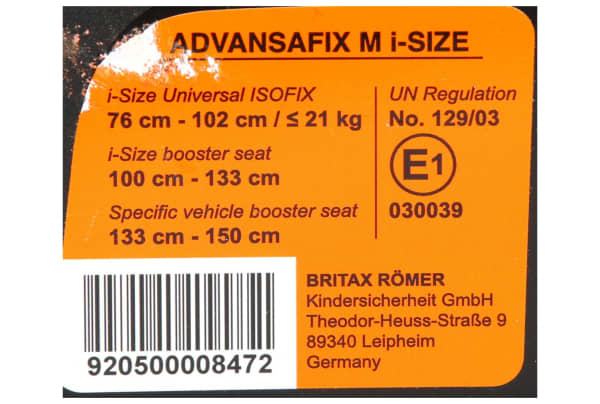 ADVANSAFIX M i-SIZE
i-Size Universal ISOFIX
76 cm - 102 cm / ≤ 21 kg
i-Size booster seat
100 cm - 133 cm
Specific vehicle booster seat
133 cm - 150 cm
UN Regulation
No. 129/03
E1
030039
920500008472
BRITAX RÖMER
Kindersicherheit GmbH
Theodor-Heuss-Straße 9
89340 Leipheim
Germany